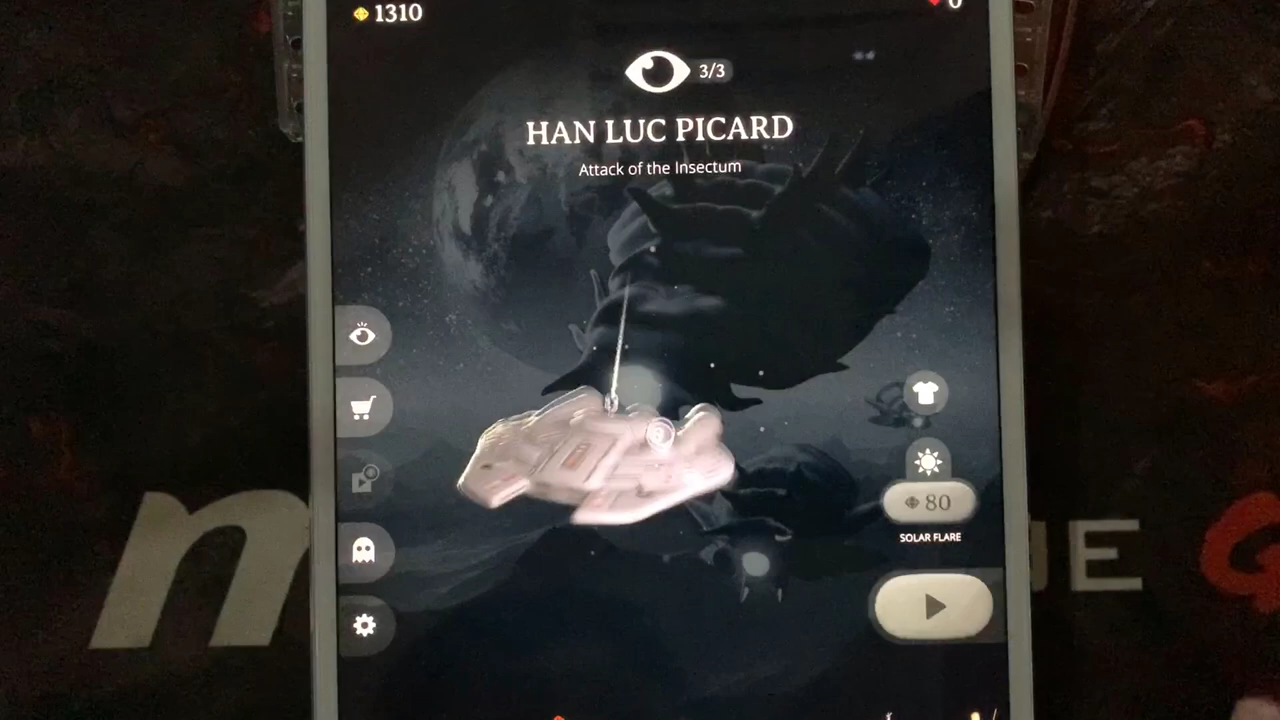 1310
0
3/3
HAN LUC PICARD
Attack of the Insectum
80
SOLAR FLARE